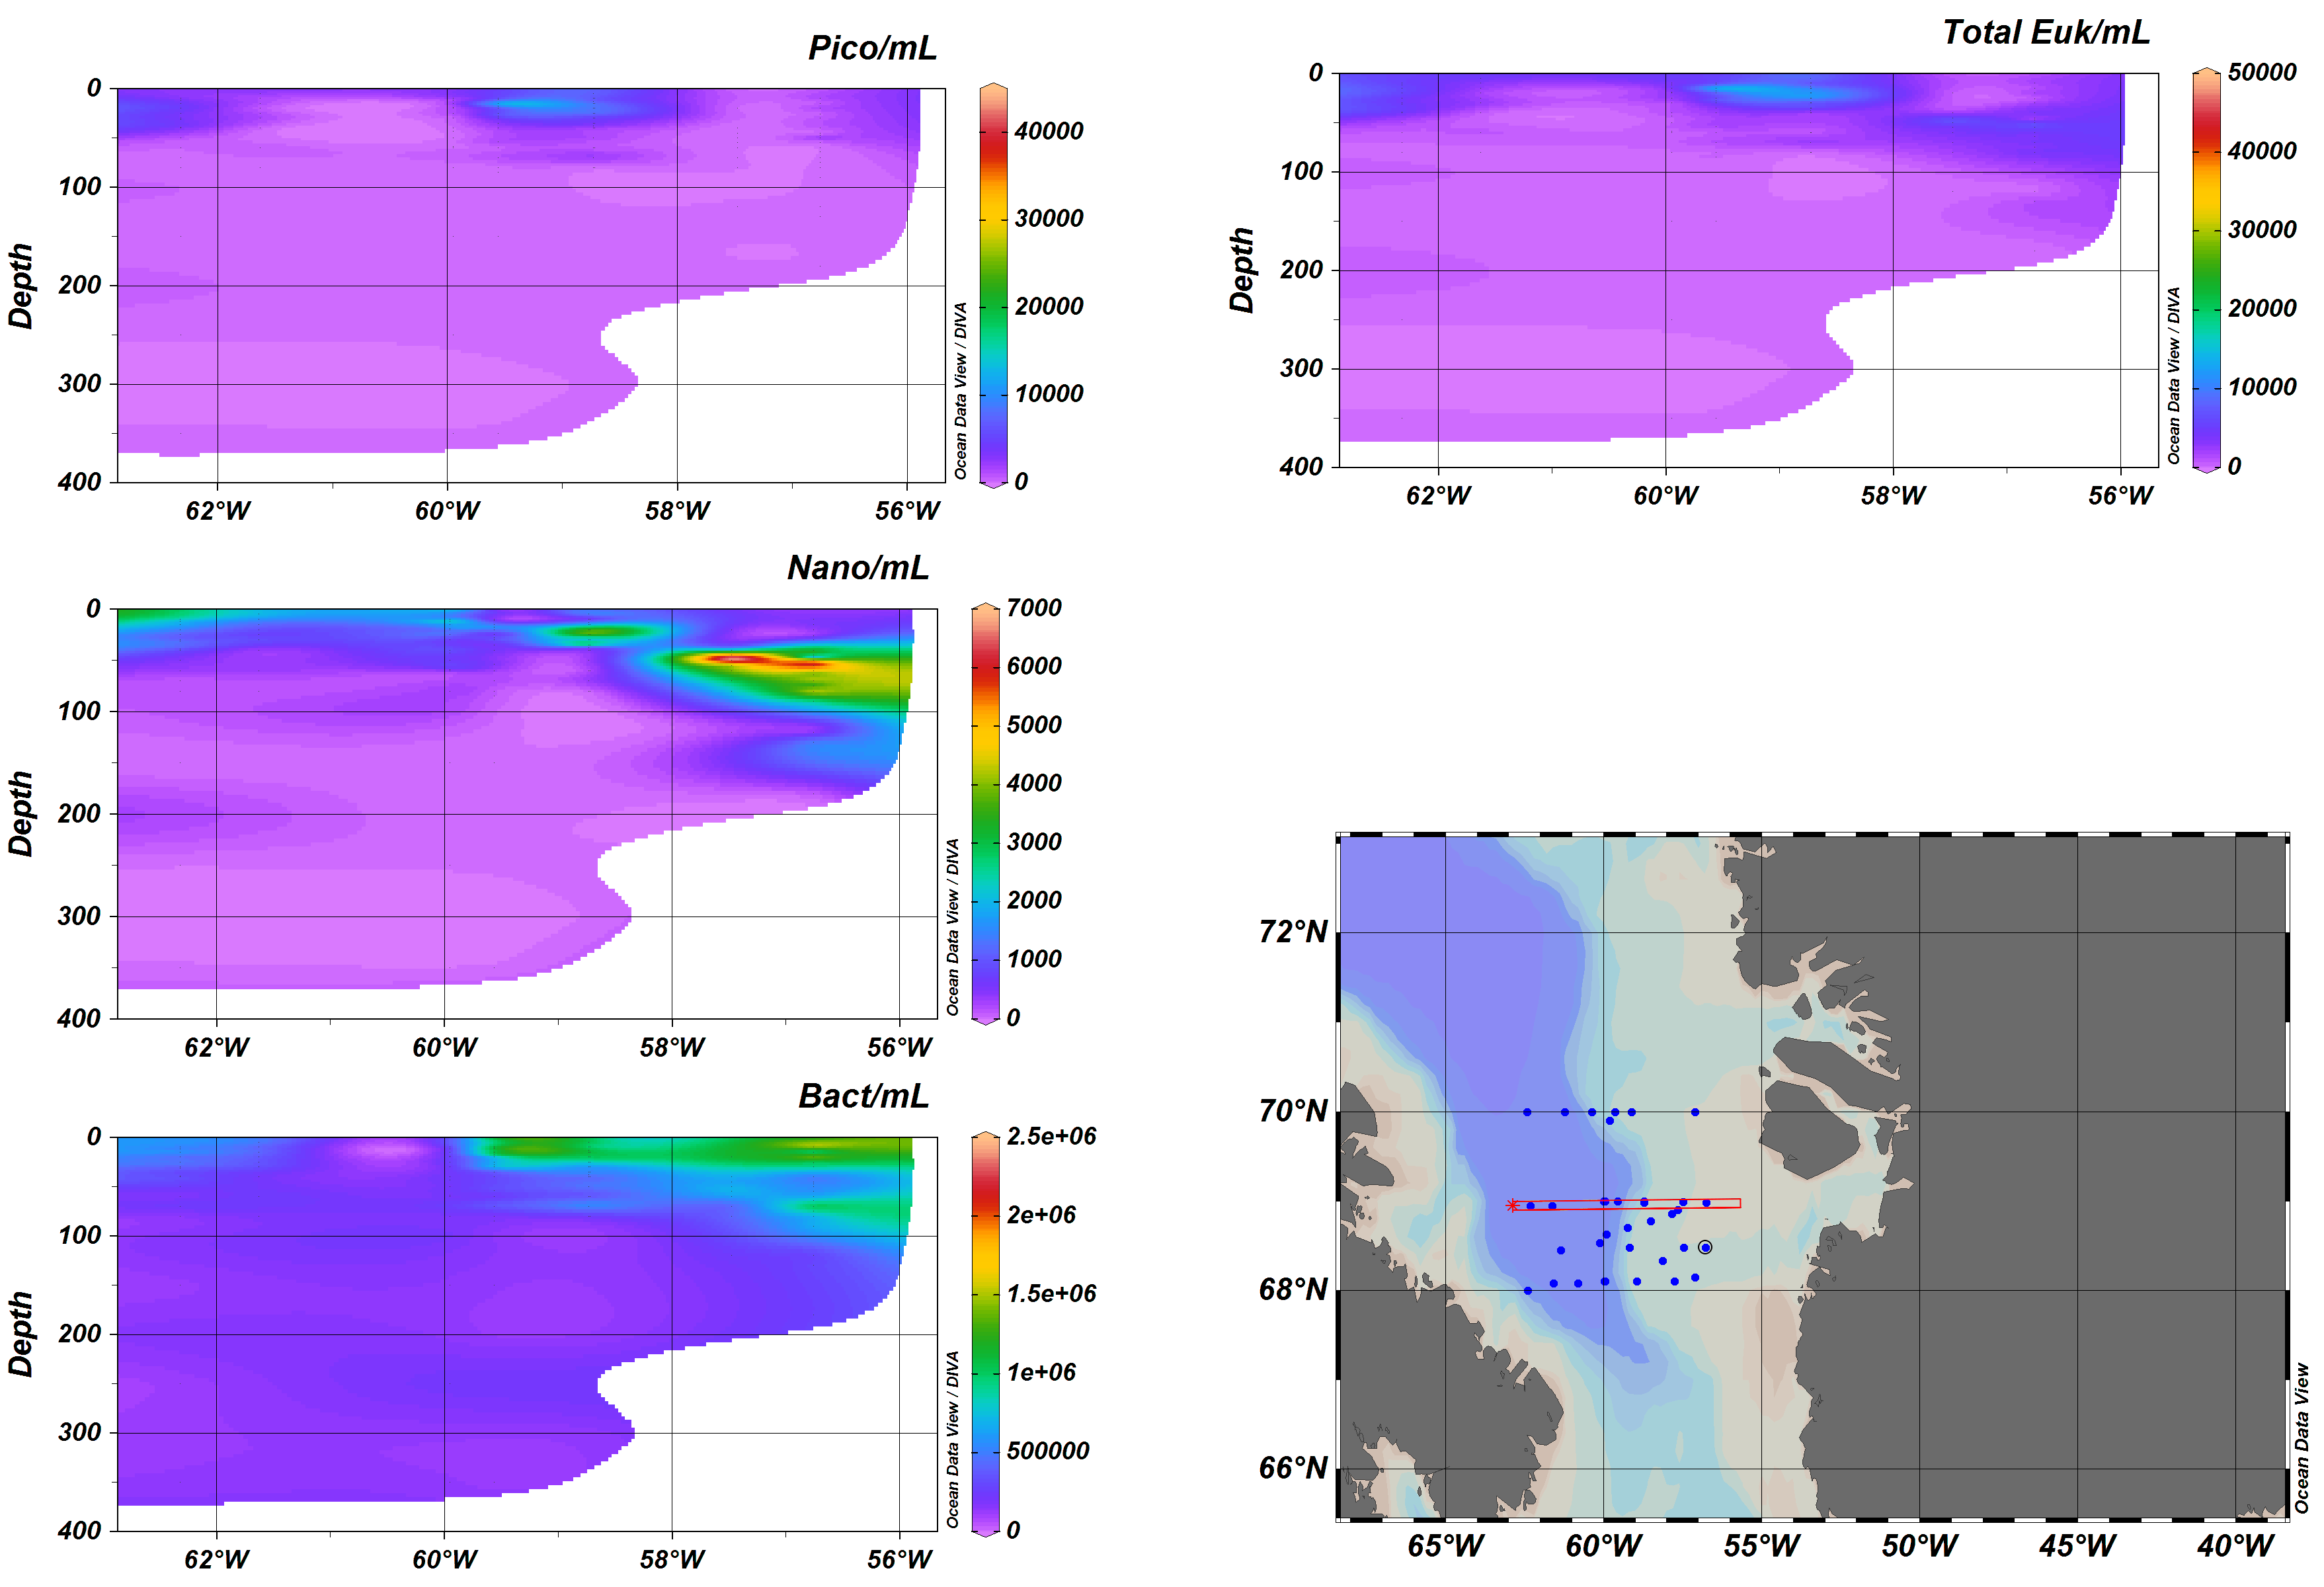 Pico/mL
0
100
200
300
400
Depth
62°W
60°W
58°W
56°W
40000
30000
20000
10000
0
Ocean Data View / DIVA
Total Euk/mL
0
100
200
300
400
Depth
62°W
60°W
58°W
56°W
50000
40000
30000
20000
10000
0
Ocean Data View / DIVA
Nano/mL
0
100
200
300
400
Depth
62°W
60°W
58°W
56°W
7000
6000
5000
4000
3000
2000
1000
0
Ocean Data View / DIVA
Bact/mL
0
100
200
300
400
Depth
62°W
60°W
58°W
56°W
2.5e+06
2e+06
1.5e+06
1e+06
500000
0
Ocean Data View / DIVA
72°N
70°N
68°N
66°N
65°W
60°W
55°W
50°W
45°W
40°W
Ocean Data View